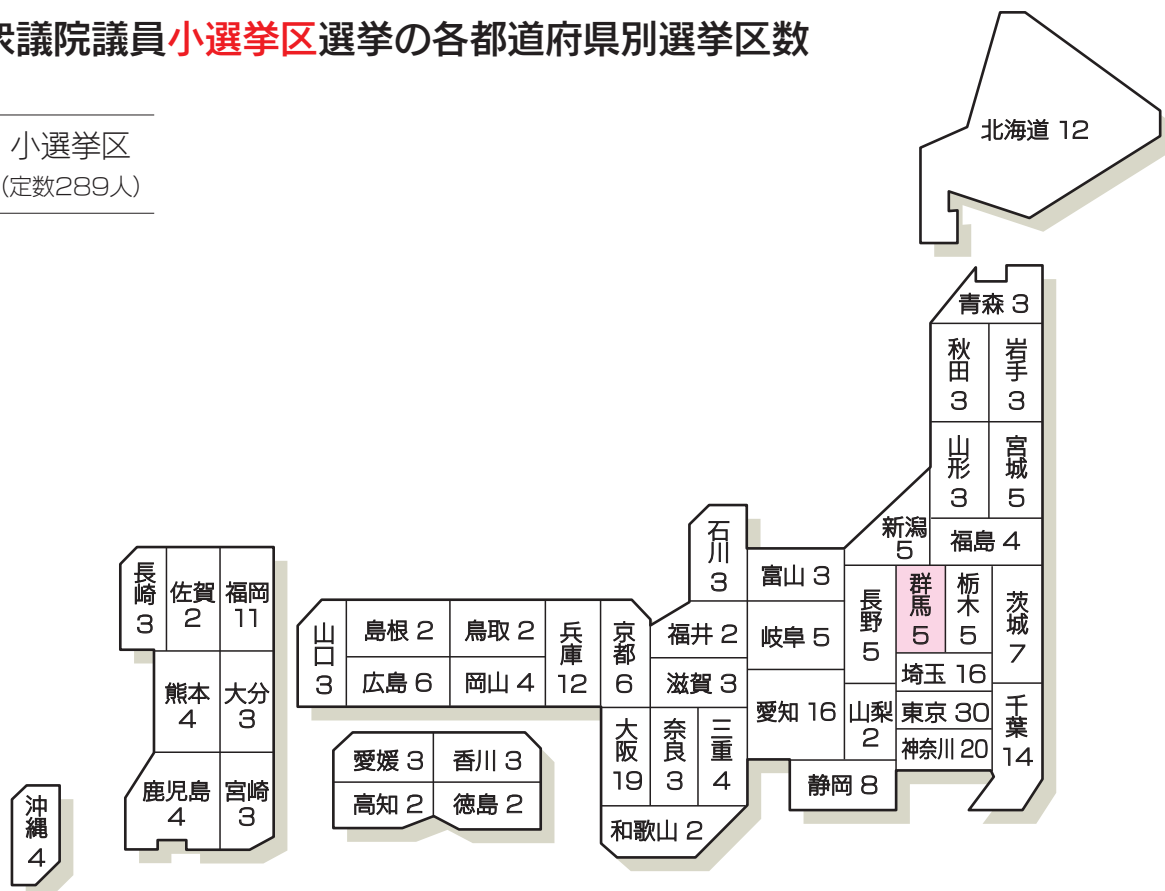 衆議院議員小選挙区選挙の各都道府県別選挙区数
小選挙区
(定数289人)
北海道 12
青森 3
秋田 3
岩手 3
山形 3
宮城 5
新潟 5
福島 4
石川 3
富山 3
長野 5
群馬 5
栃木 5
茨城 7
福井 2
岐阜 5
埼玉 16
滋賀 3
愛知 16
山梨 2
東京 30
千葉 14
神奈川 20
静岡 8
長崎 3
佐賀 2
福岡 11
熊本 4
大分 3
鹿児島 4
宮崎 3
沖縄 4
山口 3
島根 2
鳥取 2
兵庫 12
京都 6
広島 6
岡山 4
大阪 19
奈良 3
三重 4
和歌山 2
愛媛 3
香川 3
高知 2
徳島 2